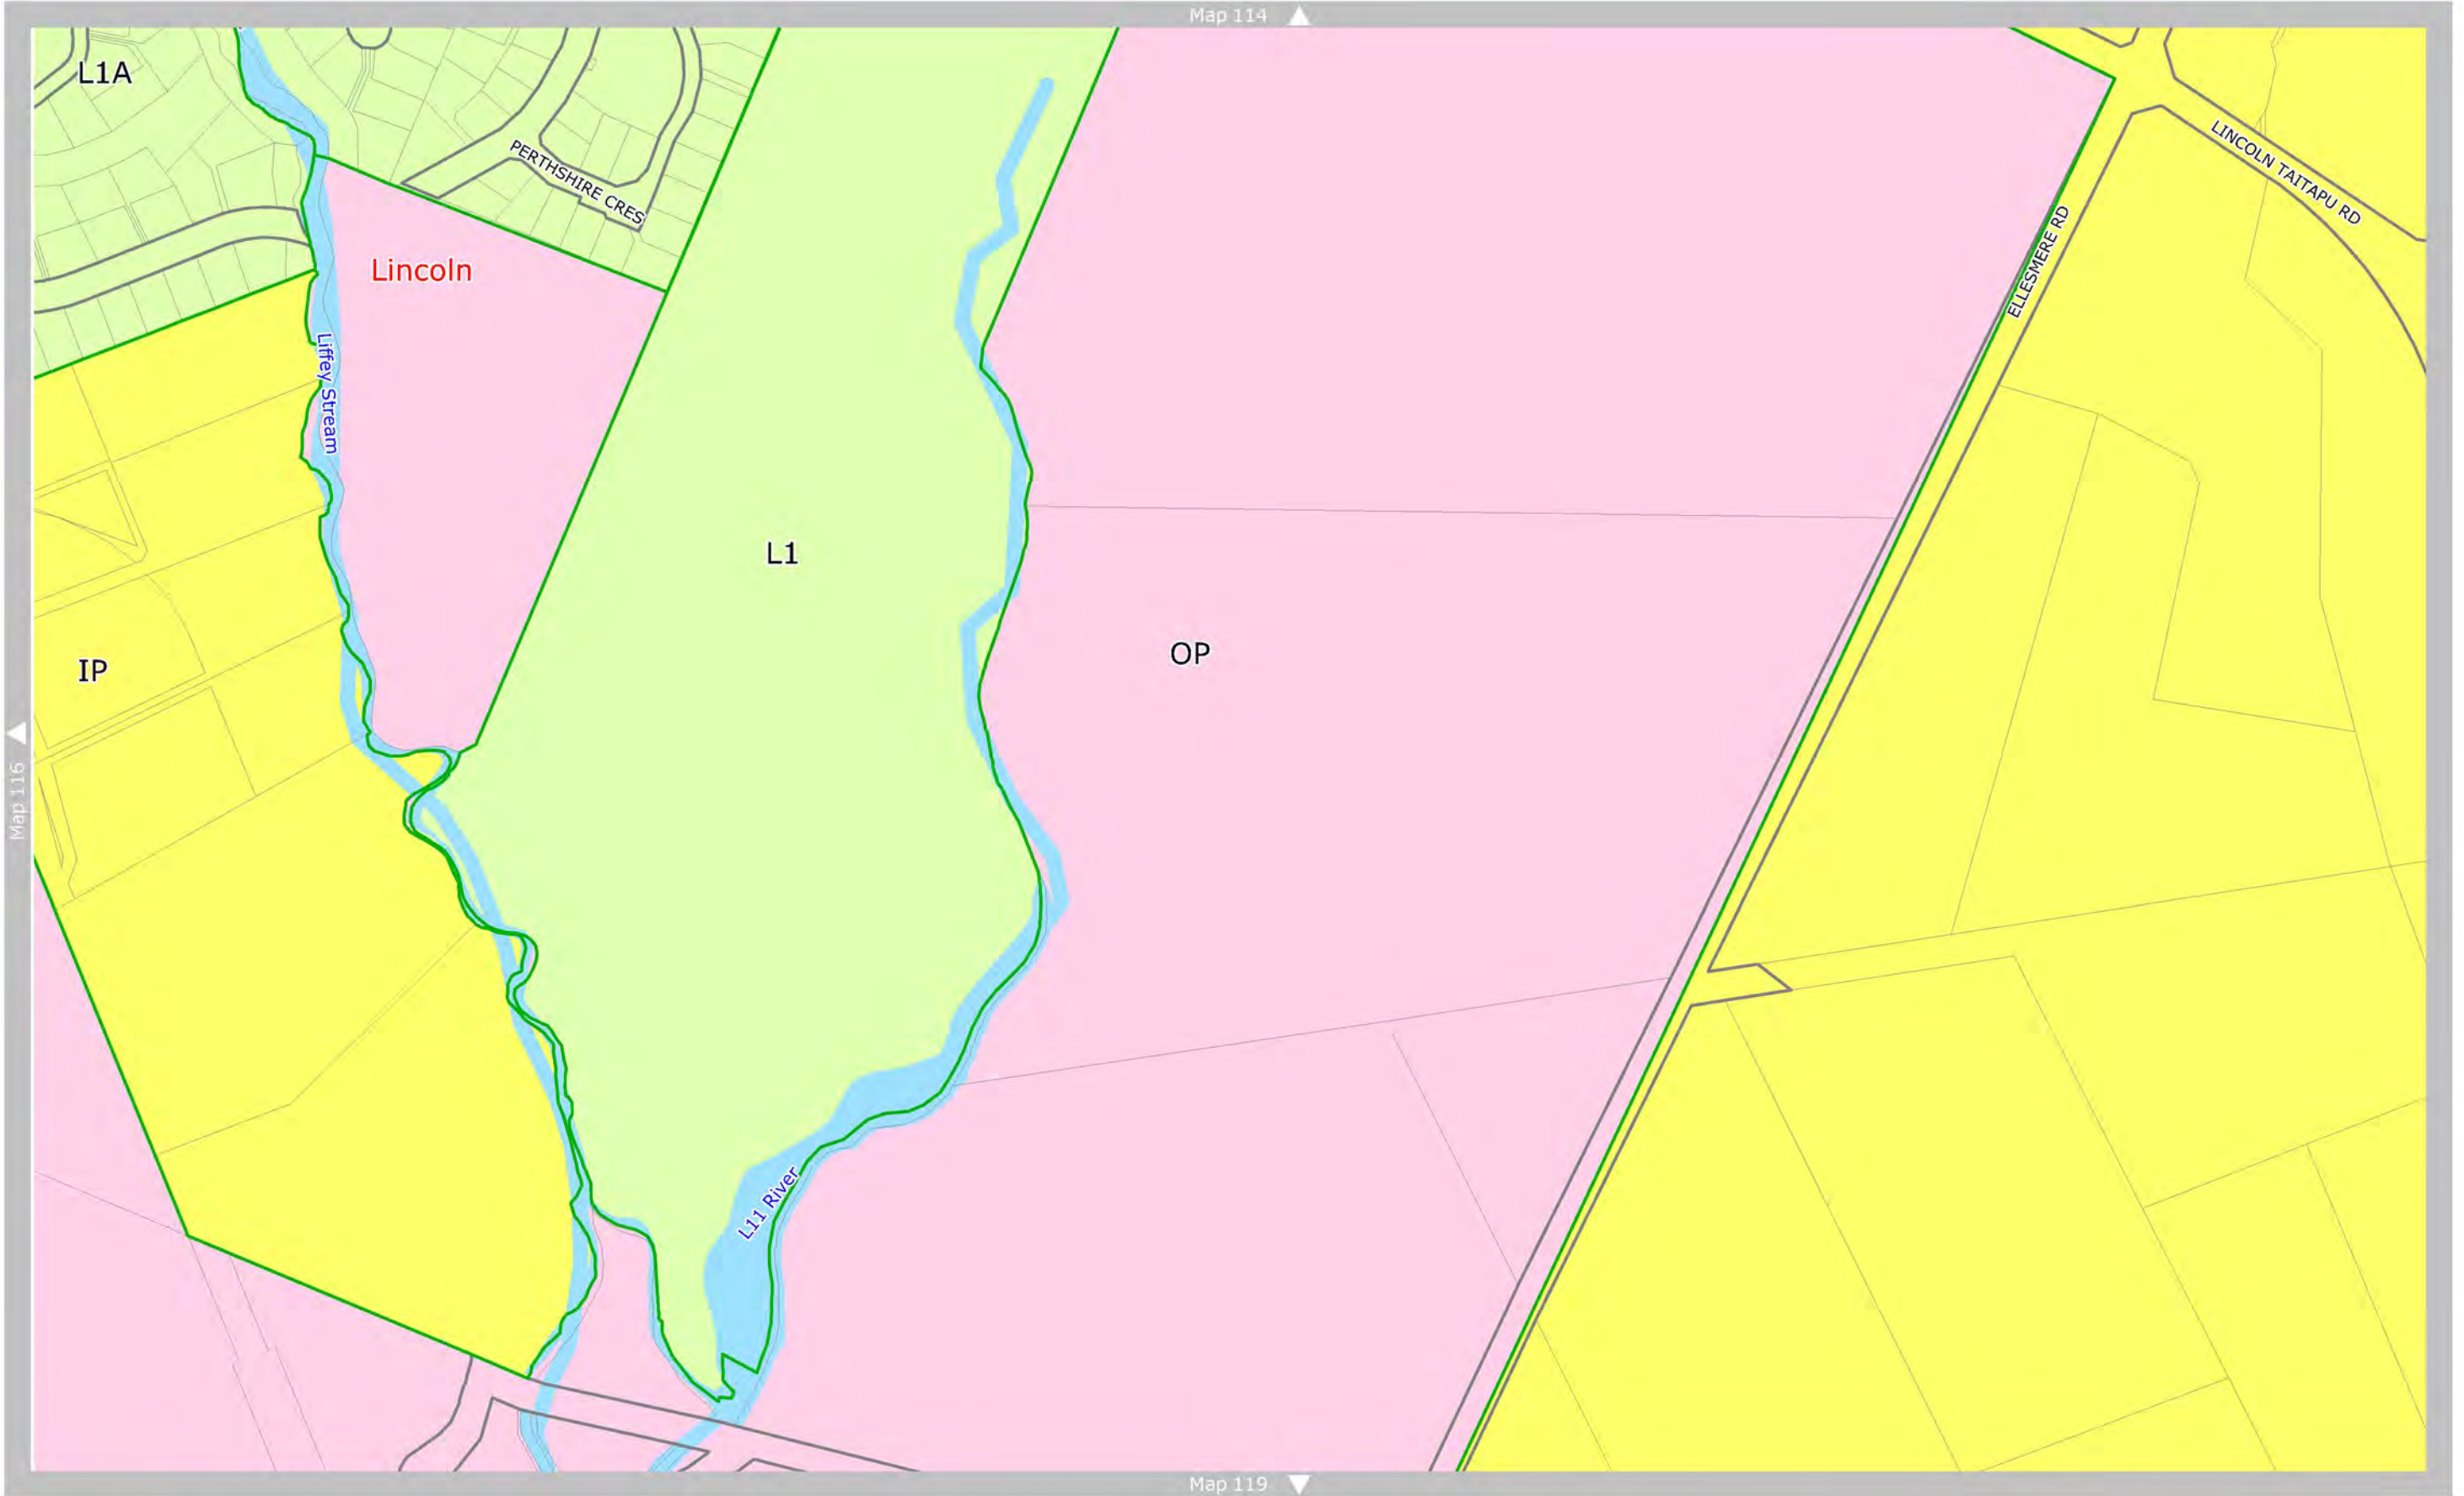 Map 114
L1A
PERTHSHIRE CRES
LINCOLN TAITAPU RD
ELLESMERE RD
Lincoln
Liffey Stream
L1
OP
IP
Map 116
L11 River
Map 119